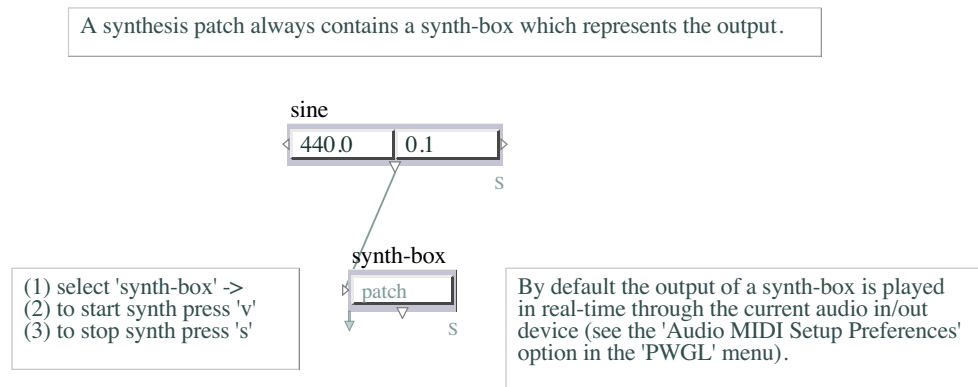 A synthesis patch always contains a synth-box which represents the output.
sine
440.0 0.1
S
synth-box
patch
S
(1) select 'synth-box' ->
(2) to start synth press 'v'
(3) to stop synth press 's'
By default the output of a synth-box is played
in real-time through the current audio in/out
device (see the 'Audio MIDI Setup Preferences'
option in the 'PWGL' menu).